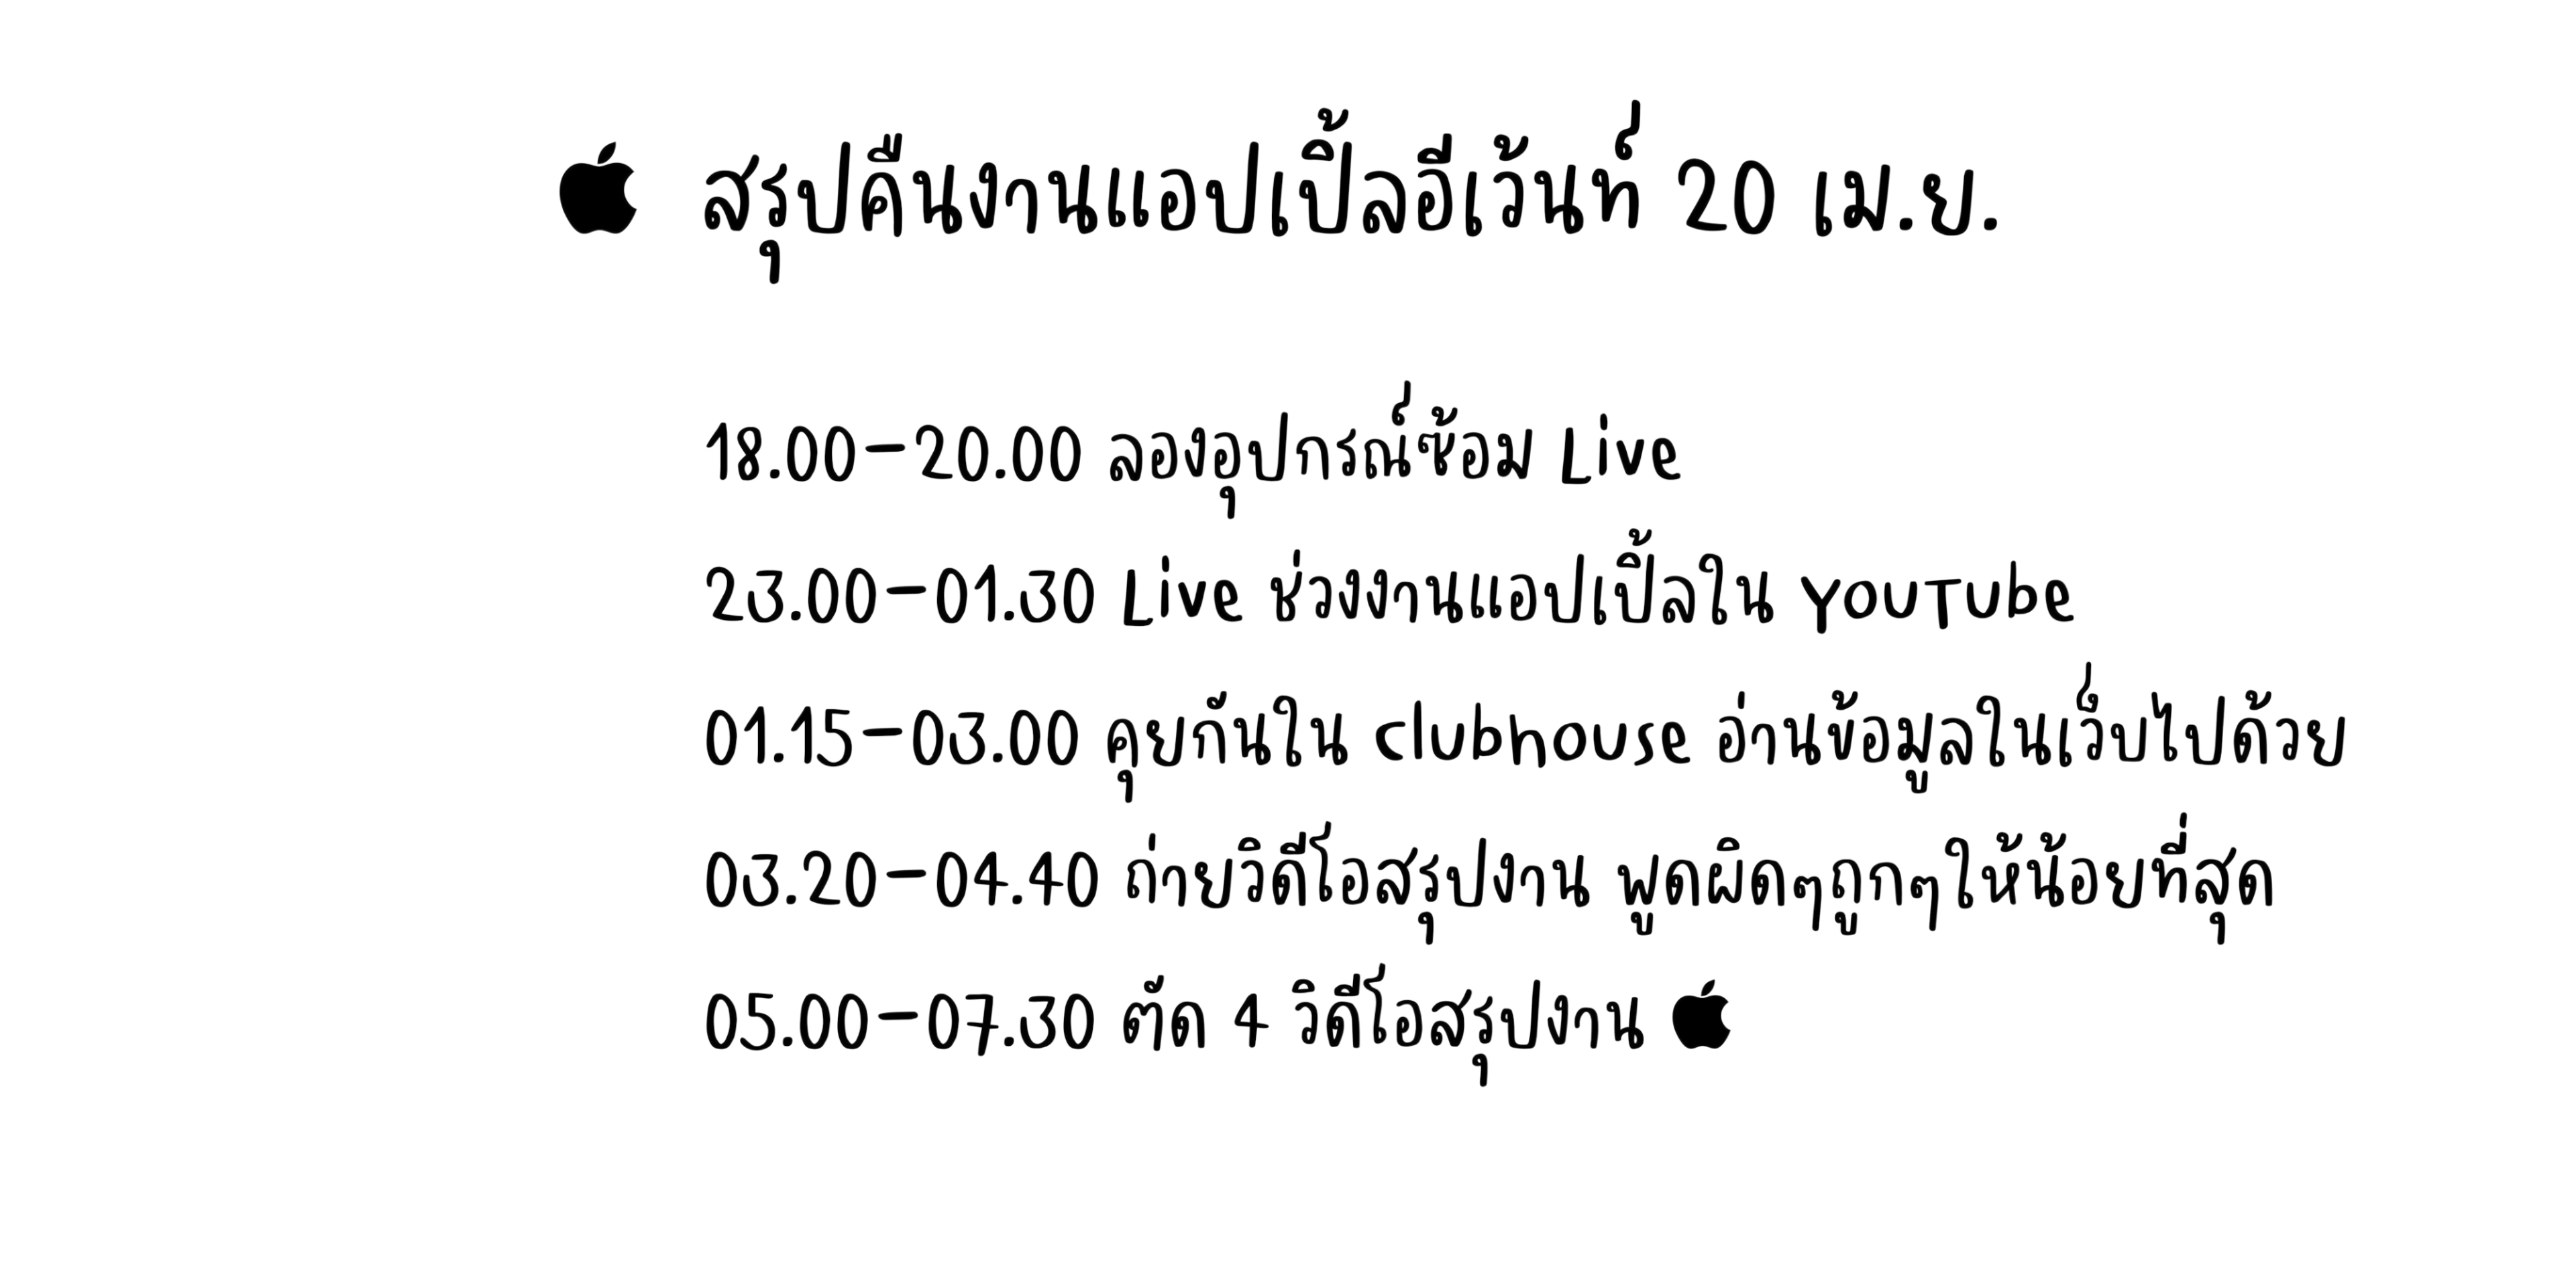 สรุปคืนงานแอปเปิ้ลอีเว้นท์ 20 เม.ย.
18.00-20.00 ลองอุปกรณ์ซ้อม Live
23.00-01.30 Live ช่วงงานแอปเปิ้ลใน YouTube
01.15-03.00 คุยกันใน clubhouse อ่านข้อมูลในเว็บไปด้วย
03.20-04.40 ถ่ายวิดีโอสรุปงาน พูดผิดๆถูกๆให้น้อยที่สุด
05.00-07.30 ตัด 4 วิดีโอสรุปงาน